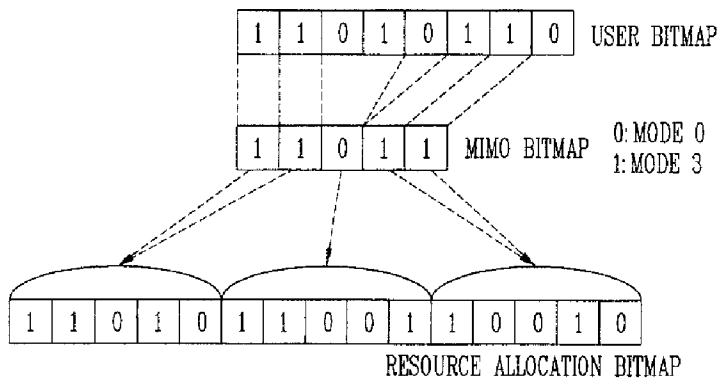 1 1 0 1 0 1 1 0 USER BITMAP
1 1 0 1 1 MIMO BITMAP
0: MODE 0
1: MODE 3
1 1 0 1 0 1 1 0 0 1 1 0 0 1 0
RESOURCE ALLOCATION BITMAP